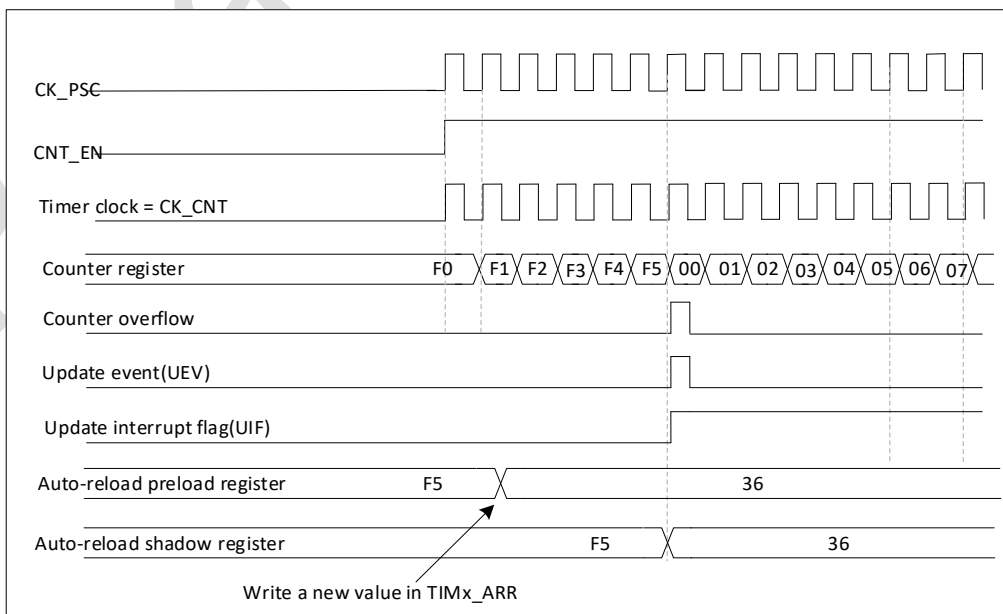 CK_PSC
CNT_EN
Timer clock = CK_CNT
Counter register F0 F1 F2 F3 F4 F5 00 01 02 03 04 05 06 07
Counter overflow
Update event(UEV)
Update interrupt flag(UIF)
Auto-reload preload register F5 36
Auto-reload shadow register F5 36
Write a new value in TIMx_ARR